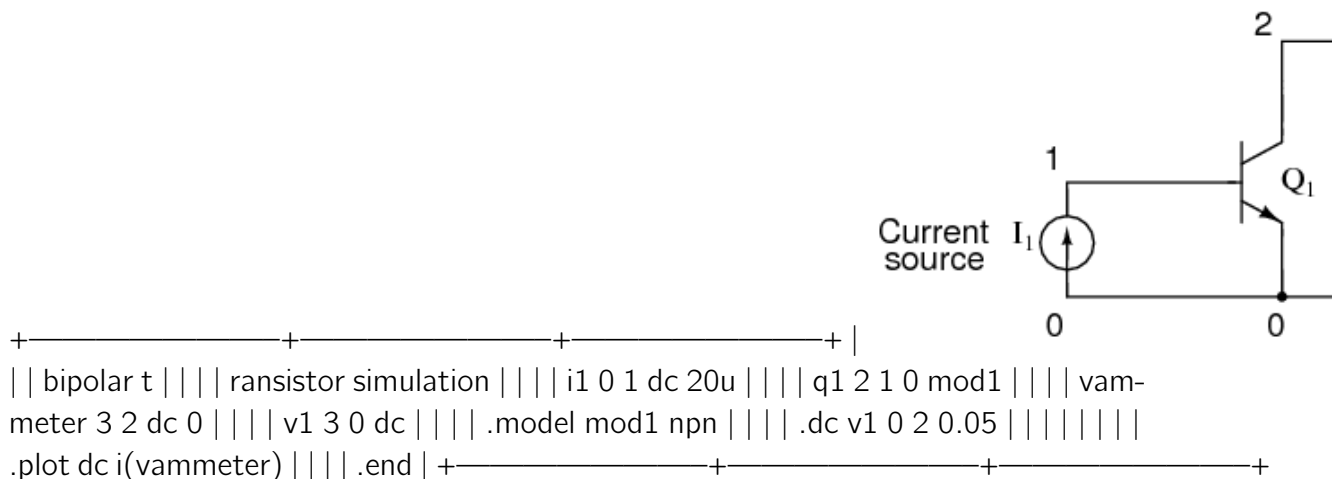 2
1
Q1
Current I1
source
0 0
+——————————+—————————+—————————+ |
| | bipolar t | | | | ransistor simulation | | | | i1 0 1 dc 20u | | | | q1 2 1 0 mod1 | | | | vam-
meter 3 2 dc 0 | | | | v1 3 0 dc | | | | .model mod1 npn | | | | .dc v1 0 2 0.05 | | | | | | | |
.plot dc i(vammeter) | | | | .end | +—————————+—————————+—————————+